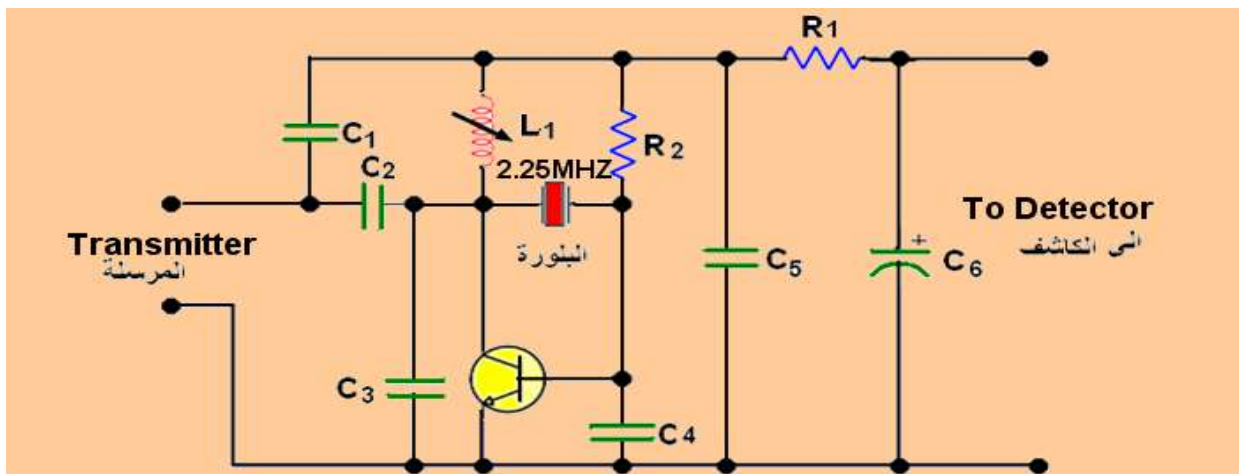 R1
C1
L1
R2
C2
2.25MHZ
To Detector
الى الكاشف
Transmitter
المرسلة
البلورة
C5
C6
+
C3
C4